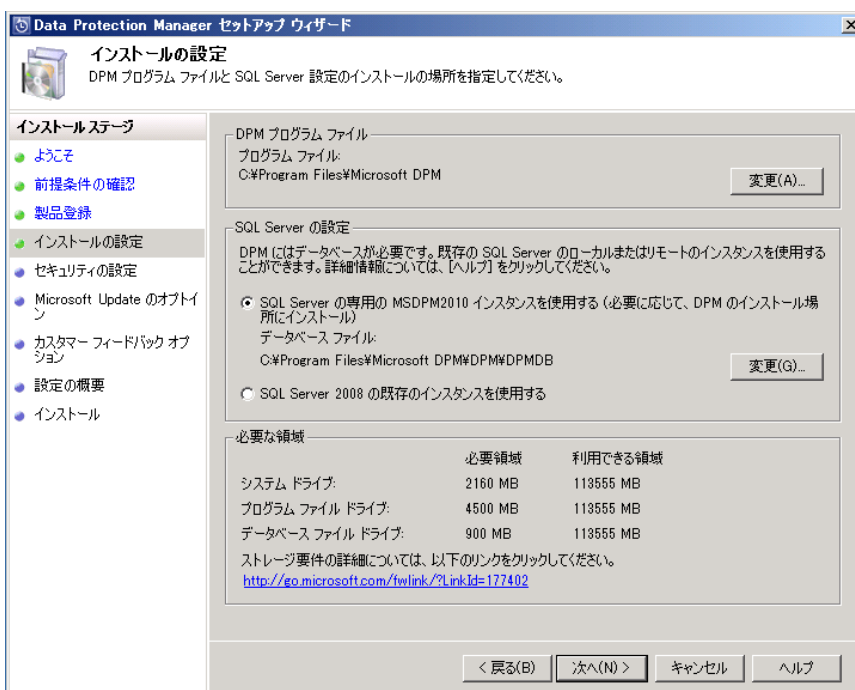 Data Protection Manager セットアップ ウィザード
インストールの設定
DPM プログラム ファイルと SQL Server 設定のインストールの場所を指定してください。
インストール ステージ
ようこそ
前提条件の確認
製品登録
インストールの設定
セキュリティの設定
Microsoft Update のオプトイ
ン
カスタマー フィードバック オプ
ション
設定の概要
インストール
DPM プログラム ファイル
プログラム ファイル:
C:¥Program Files¥Microsoft DPM
変更(A)...
SQL Server の設定
DPM にはデータベースが必要です。既存の SQL Server のローカルまたはリモートのインスタンスを使用する
ことができます。詳細情報については、[ヘルプ] をクリックしてください。
SQL Server の専用の MSDPM2010 インスタンスを使用する (必要に応じて、DPM のインストール場
所にインストール)
データベース ファイル:
C:¥Program Files¥Microsoft DPM¥DPM¥DPMDB
変更(G)...
SQL Server 2008 の既存のインスタンスを使用する
必要な領域
必要領域 利用できる領域
システム ドライブ: 2160 MB 113555 MB
プログラム ファイル ドライブ: 4500 MB 113555 MB
データベース ファイル ドライブ: 900 MB 113555 MB
ストレージ要件の詳細については、以下のリンクをクリックしてください。
http://go.microsoft.com/fwlink/?LinkId=177402
< 戻る(B) 次へ(N) > キャンセル ヘルプ